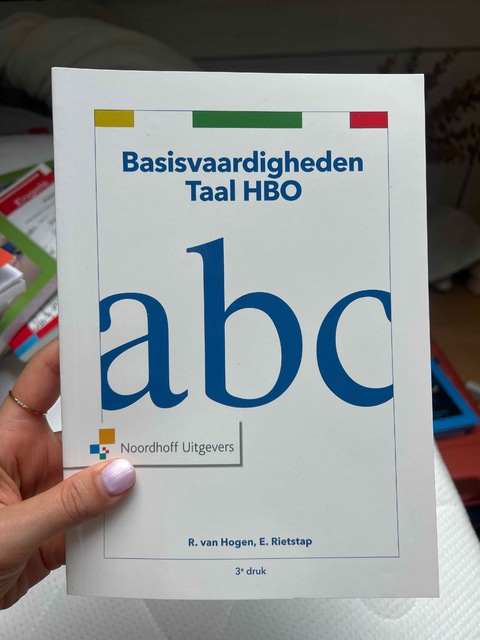 Basisvaardigheden
Taal HBO
abc
Noordhoff Uitgevers
R. van Hogen, E. Rietstap
3e druk